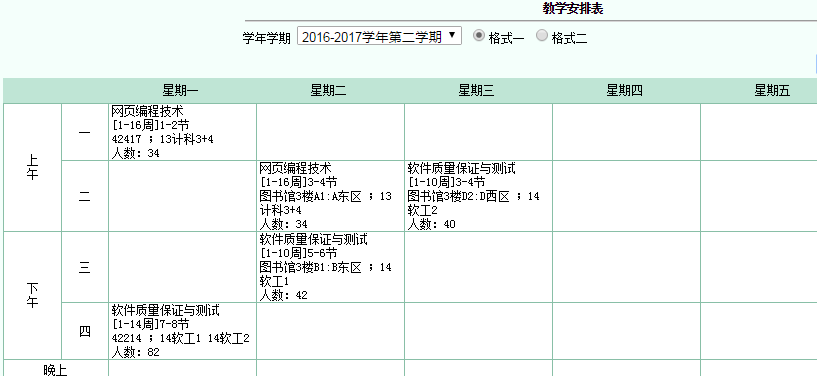 教学安排表
学年学期 2016-2017学年第二学期 格式一 格式二
星期一 星期二 星期三 星期四 星期五
上午
一
网页编程技术
[1-16周]1-2节
42417 ；13计科3+4
人数：34
二
网页编程技术
[1-16周]3-4节
图书馆3楼A1:A东区 ；13
计科3+4
人数：34
软件质量保证与测试
[1-10周]3-4节
图书馆3楼D2:D西区 ；14
软工2
人数：40
下午
三
软件质量保证与测试
[1-10周]5-6节
图书馆3楼B1:B东区 ；14
软工1
人数：42
四
软件质量保证与测试
[1-14周]7-8节
42214 ；14软工1 14软工2
人数：82
晚上